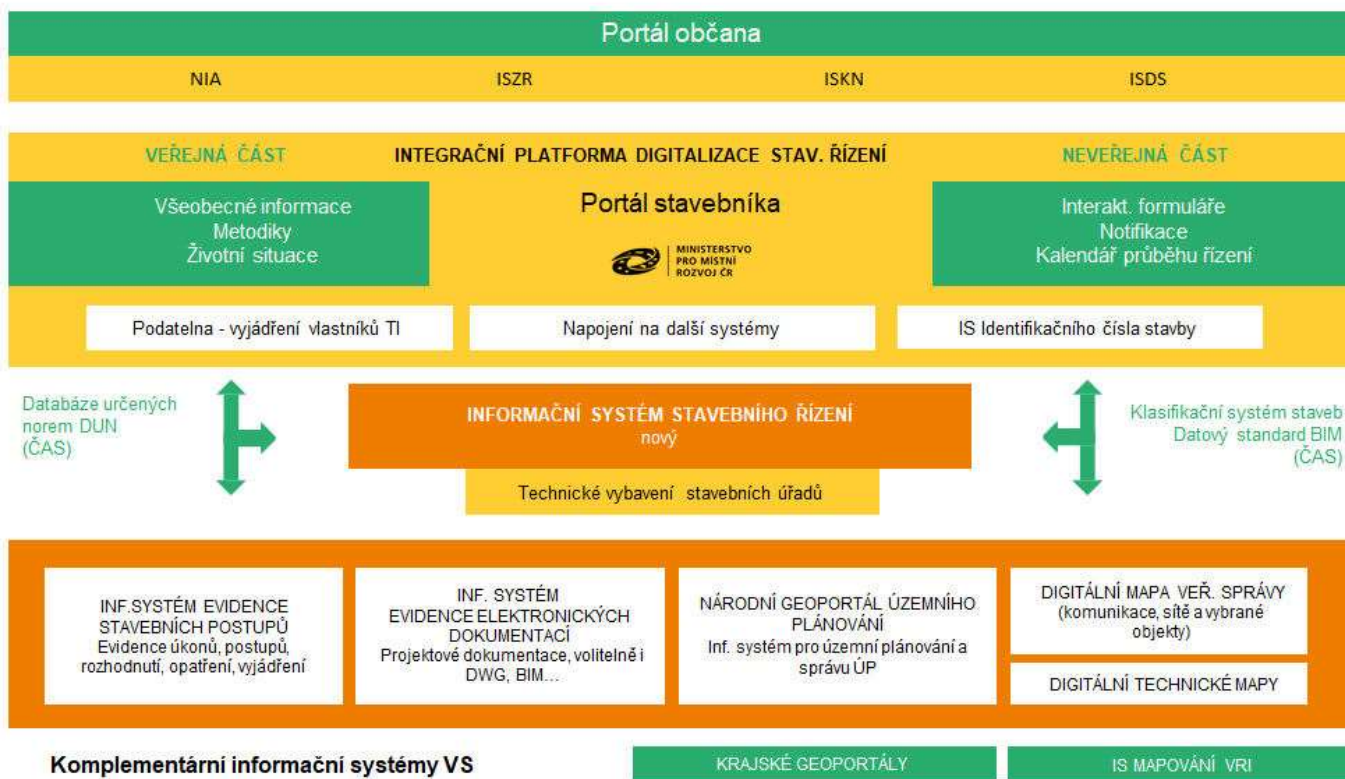 Portál občana
NIA
ISZR
ISKN
ISDS
VEŘEJNÁ ČÁST
INTEGRAČNÍ PLATFORMA DIGITALIZACE STAV. ŘÍZENÍ
NEVEŘEJNÁ ČÁST
Všeobecné informace
Metodiky
Životní situace
Portál stavebníka
MINISTERSTVO
PRO MÍSTNÍ
ROZVOJ ČR
Interakt. formuláře
Notifikace
Kalendář průběhu řízení
Podatelna - vyjádření vlastníků TI
Napojení na další systémy
IS Identifikačního čísla stavby
Databáze určených
norem DUN
(ČAS)
INFORMAČNÍ SYSTÉM STAVEBNÍHO ŘÍZENÍ
nový
Technické vybavení stavebních úřadů
Klasifikační systém staveb
Datový standard BIM
(ČAS)
INF.SYSTÉM EVIDENCE
STAVEBNÍCH POSTUPŮ
Evidence úkonů, postupů,
rozhodnutí, opatření, vyjádření
INF. SYSTÉM
EVIDENCE ELEKTRONICKÝCH
DOKUMENTACÍ
Projektové dokumentace, volitelně i
DWG, BIM...
NÁRODNÍ GEOPORTÁL ÚZEMNÍHO
PLÁNOVÁNÍ
Inf. systém pro územní plánování a
správu ÚP
DIGITÁLNÍ MAPA VEŘ. SPRÁVY
(komunikace, sítě a vybrané
objekty)
DIGITÁLNÍ TECHNICKÉ MAPY
Komplementární informační systémy VS
KRAJSKÉ GEOPORTÁLY
IS MAPOVÁNÍ VRI